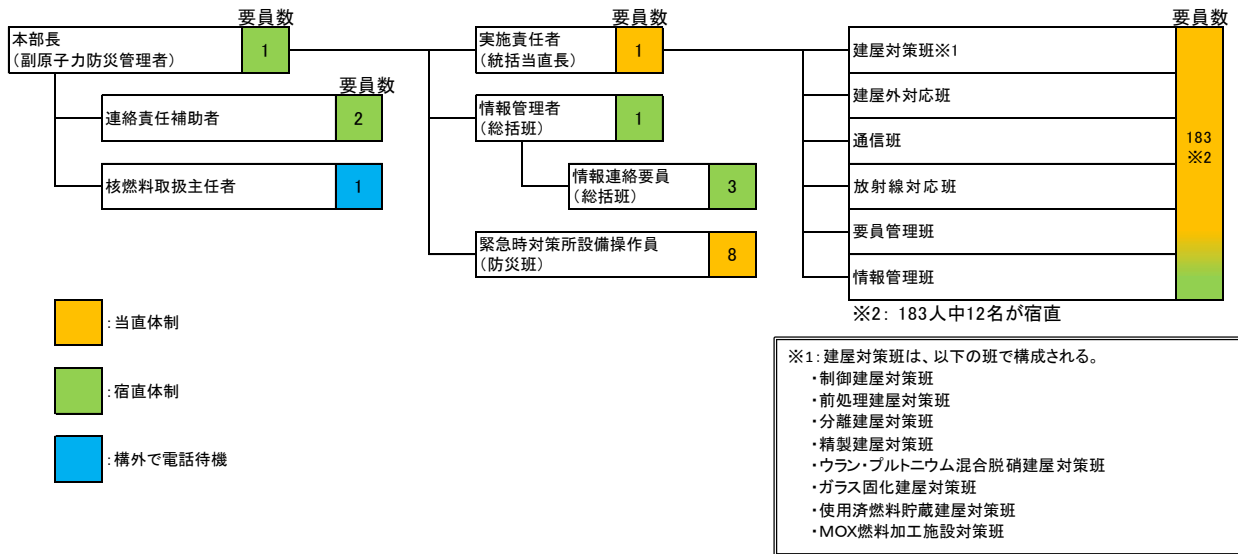 要員数
本部長
(副原子力防災管理者)
1
要員数
連絡責任補助者
2
核燃料取扱主任者
1
要員数
実施責任者
(統括当直長)
1
情報管理者
(総括班)
1
情報連絡要員
(総括班)
3
緊急時対策所設備操作員
(防災班)
8
要員数
建屋対策班※1
建屋外対応班
通信班
放射線対応班
要員管理班
情報管理班
183
※2
※2: 183人中12名が宿直
:当直体制
:宿直体制
:構外で電話待機
※1:建屋対策班は、以下の班で構成される。
・制御建屋対策班
・前処理建屋対策班
・分離建屋対策班
・精製建屋対策班
・ウラン・プルトニウム混合脱硝建屋対策班
・ガラス固化建屋対策班
・使用済燃料貯蔵建屋対策班
・MOX燃料加工施設対策班